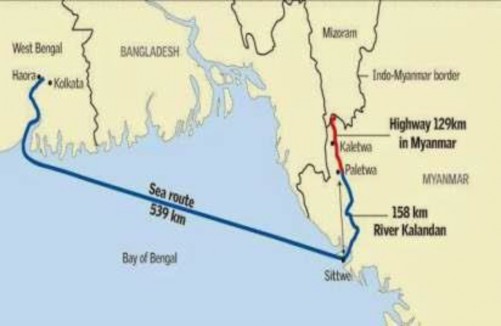 West Bengal
BANGLADESH
Mizoram
Haora
Kolkata
Indo-Myanmar border
Highway 129km
in Myanmar
Kaletwa
Paletwa
MYANMAR
Sea route
539 km
158 km
River Kalandan
Bay of Bengal
Sittwe